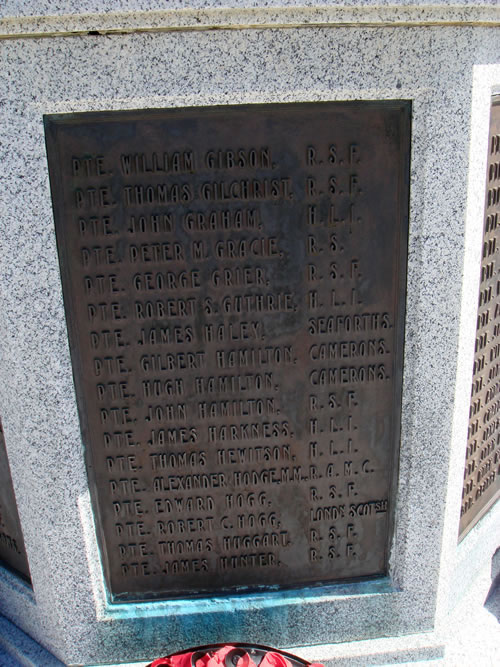 PTE. WILLIAM GIBSON, R.S.F.
PTE. THOMAS GILCHRIST, R.S.F.
PTE. JOHN GRAHAM, H.L.I.
PTE. PETER M. GRACIE, R.S.
PTE. GEORGE GRIER, R.S.F.
PTE. ROBERT S. GUTHRIE, H.L.I.
PTE. JAMES HALEY, SEAFORTHS.
PTE. GILBERT HAMILTON, CAMERONS.
PTE. HUGH HAMILTON, CAMERONS.
PTE. JOHN HAMILTON, R.S.F.
PTE. JAMES HARKNESS, H.L.I.
PTE. THOMAS HEWITSON, H.L.I.
PTE. ALEXANDER HODGE, M.M., R.A.M.C.
PTE. EDWARD HOGG, R.S.F.
PTE. ROBERT C. HOGG, LONDN SCOTSH
PTE. THOMAS HUGGART, R.S.F.
PTE. JAMES HUNTER, R.S.F.